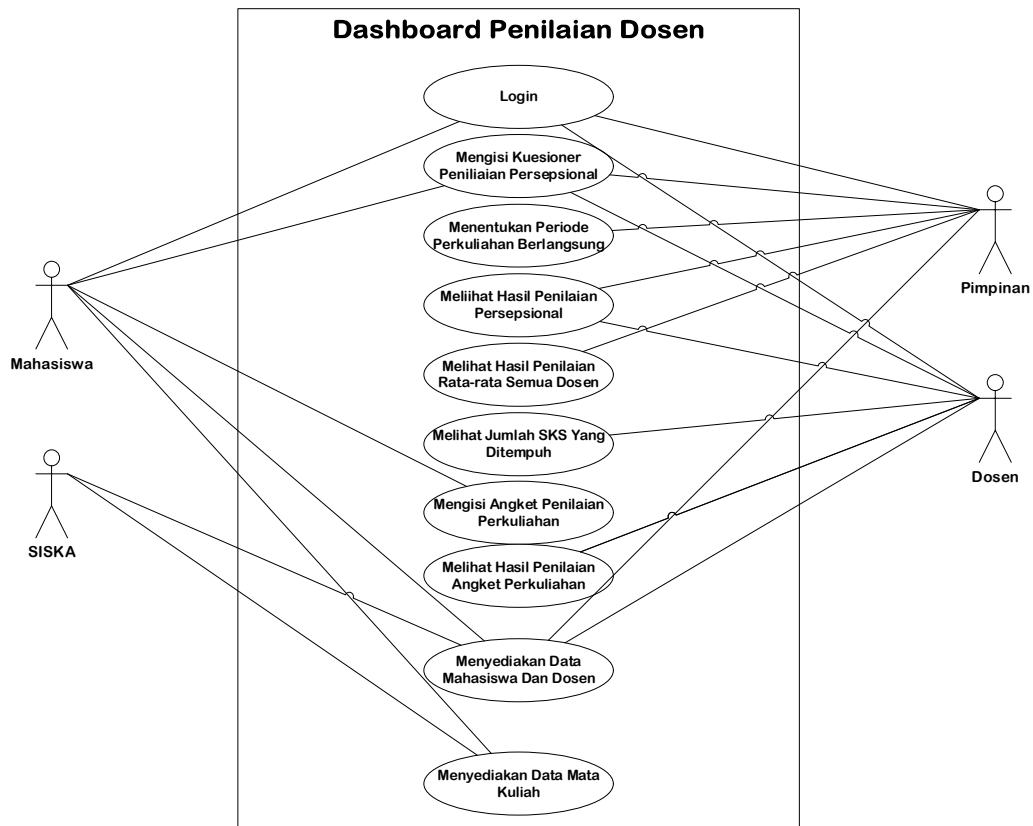 Dashboard Penilaian Dosen
Login
Mengisi Kuesioner
Peniliaian Persepsional
Menentukan Periode
Perkuliahan Berlangsung
Meliihat Hasil Penilaian
Persepsional
Melihat Hasil Penilaian
Rata-rata Semua Dosen
Melihat Jumlah SKS Yang
Ditempuh
Mengisi Angket Penilaian
Perkuliahan
Melihat Hasil Penilaian
Angket Perkuliahan
Menyediakan Data
Mahasiswa Dan Dosen
Menyediakan Data Mata
Kuliah
Mahasiswa
SISKA
Pimpinan
Dosen